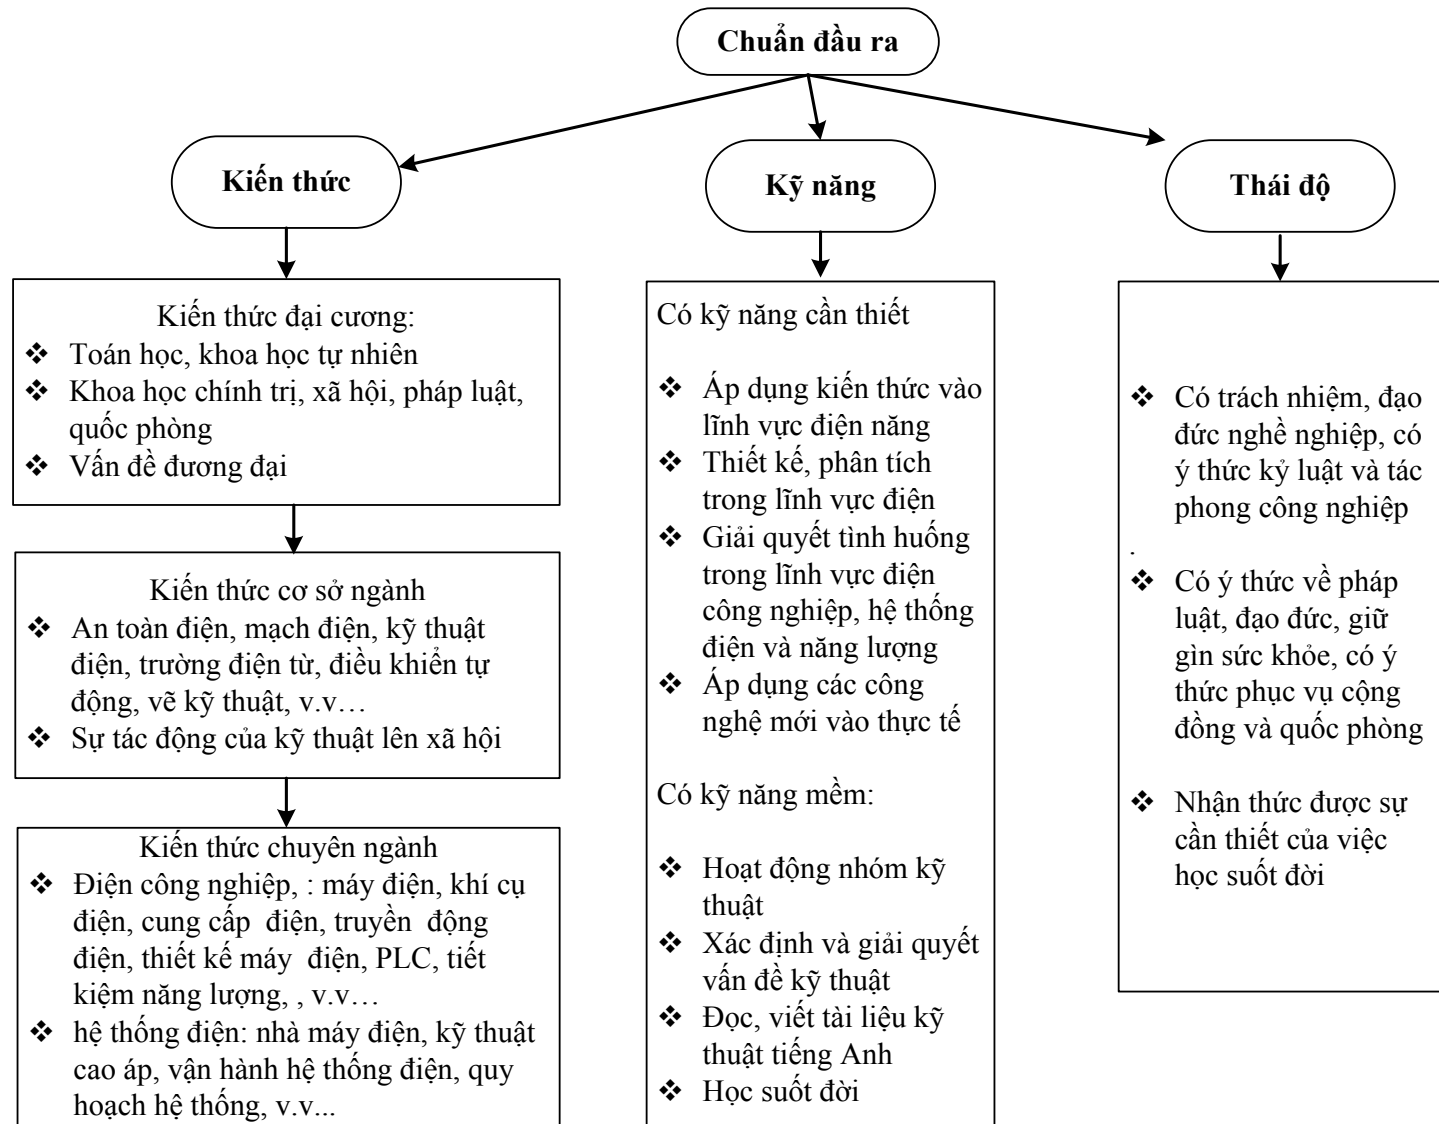 Chuẩn đầu ra
Kiến thức
Kỹ năng
Thái độ
Kiến thức đại cương:
❖ Toán học, khoa học tự nhiên
❖ Khoa học chính trị, xã hội, pháp luật,
quốc phòng
❖ Vấn đề đương đại
Kiến thức cơ sở ngành
❖ An toàn điện, mạch điện, kỹ thuật
điện, trường điện từ, điều khiển tự
động, vẽ kỹ thuật, v.v…
❖ Sự tác động của kỹ thuật lên xã hội
Kiến thức chuyên ngành
❖ Điện công nghiệp, : máy điện, khí cụ
điện, cung cấp điện, truyền động
điện, thiết kế máy điện, PLC, tiết
kiệm năng lượng, , v.v…
❖ hệ thống điện: nhà máy điện, kỹ thuật
cao áp, vận hành hệ thống điện, quy
hoạch hệ thống, v.v...
Có kỹ năng cần thiết
❖ Áp dụng kiến thức vào
lĩnh vực điện năng
❖ Thiết kế, phân tích
trong lĩnh vực điện
❖ Giải quyết tình huống
trong lĩnh vực điện
công nghiệp, hệ thống
điện và năng lượng
❖ Áp dụng các công
nghệ mới vào thực tế
Có kỹ năng mềm:
❖ Hoạt động nhóm kỹ
thuật
❖ Xác định và giải quyết
vấn đề kỹ thuật
❖ Đọc, viết tài liệu kỹ
thuật tiếng Anh
❖ Học suốt đời
❖ Có trách nhiệm, đạo
đức nghề nghiệp, có
ý thức kỷ luật và tác
phong công nghiệp
.
❖ Có ý thức về pháp
luật, đạo đức, giữ
gìn sức khỏe, có ý
thức phục vụ cộng
đồng và quốc phòng
❖ Nhận thức được sự
cần thiết của việc
học suốt đời